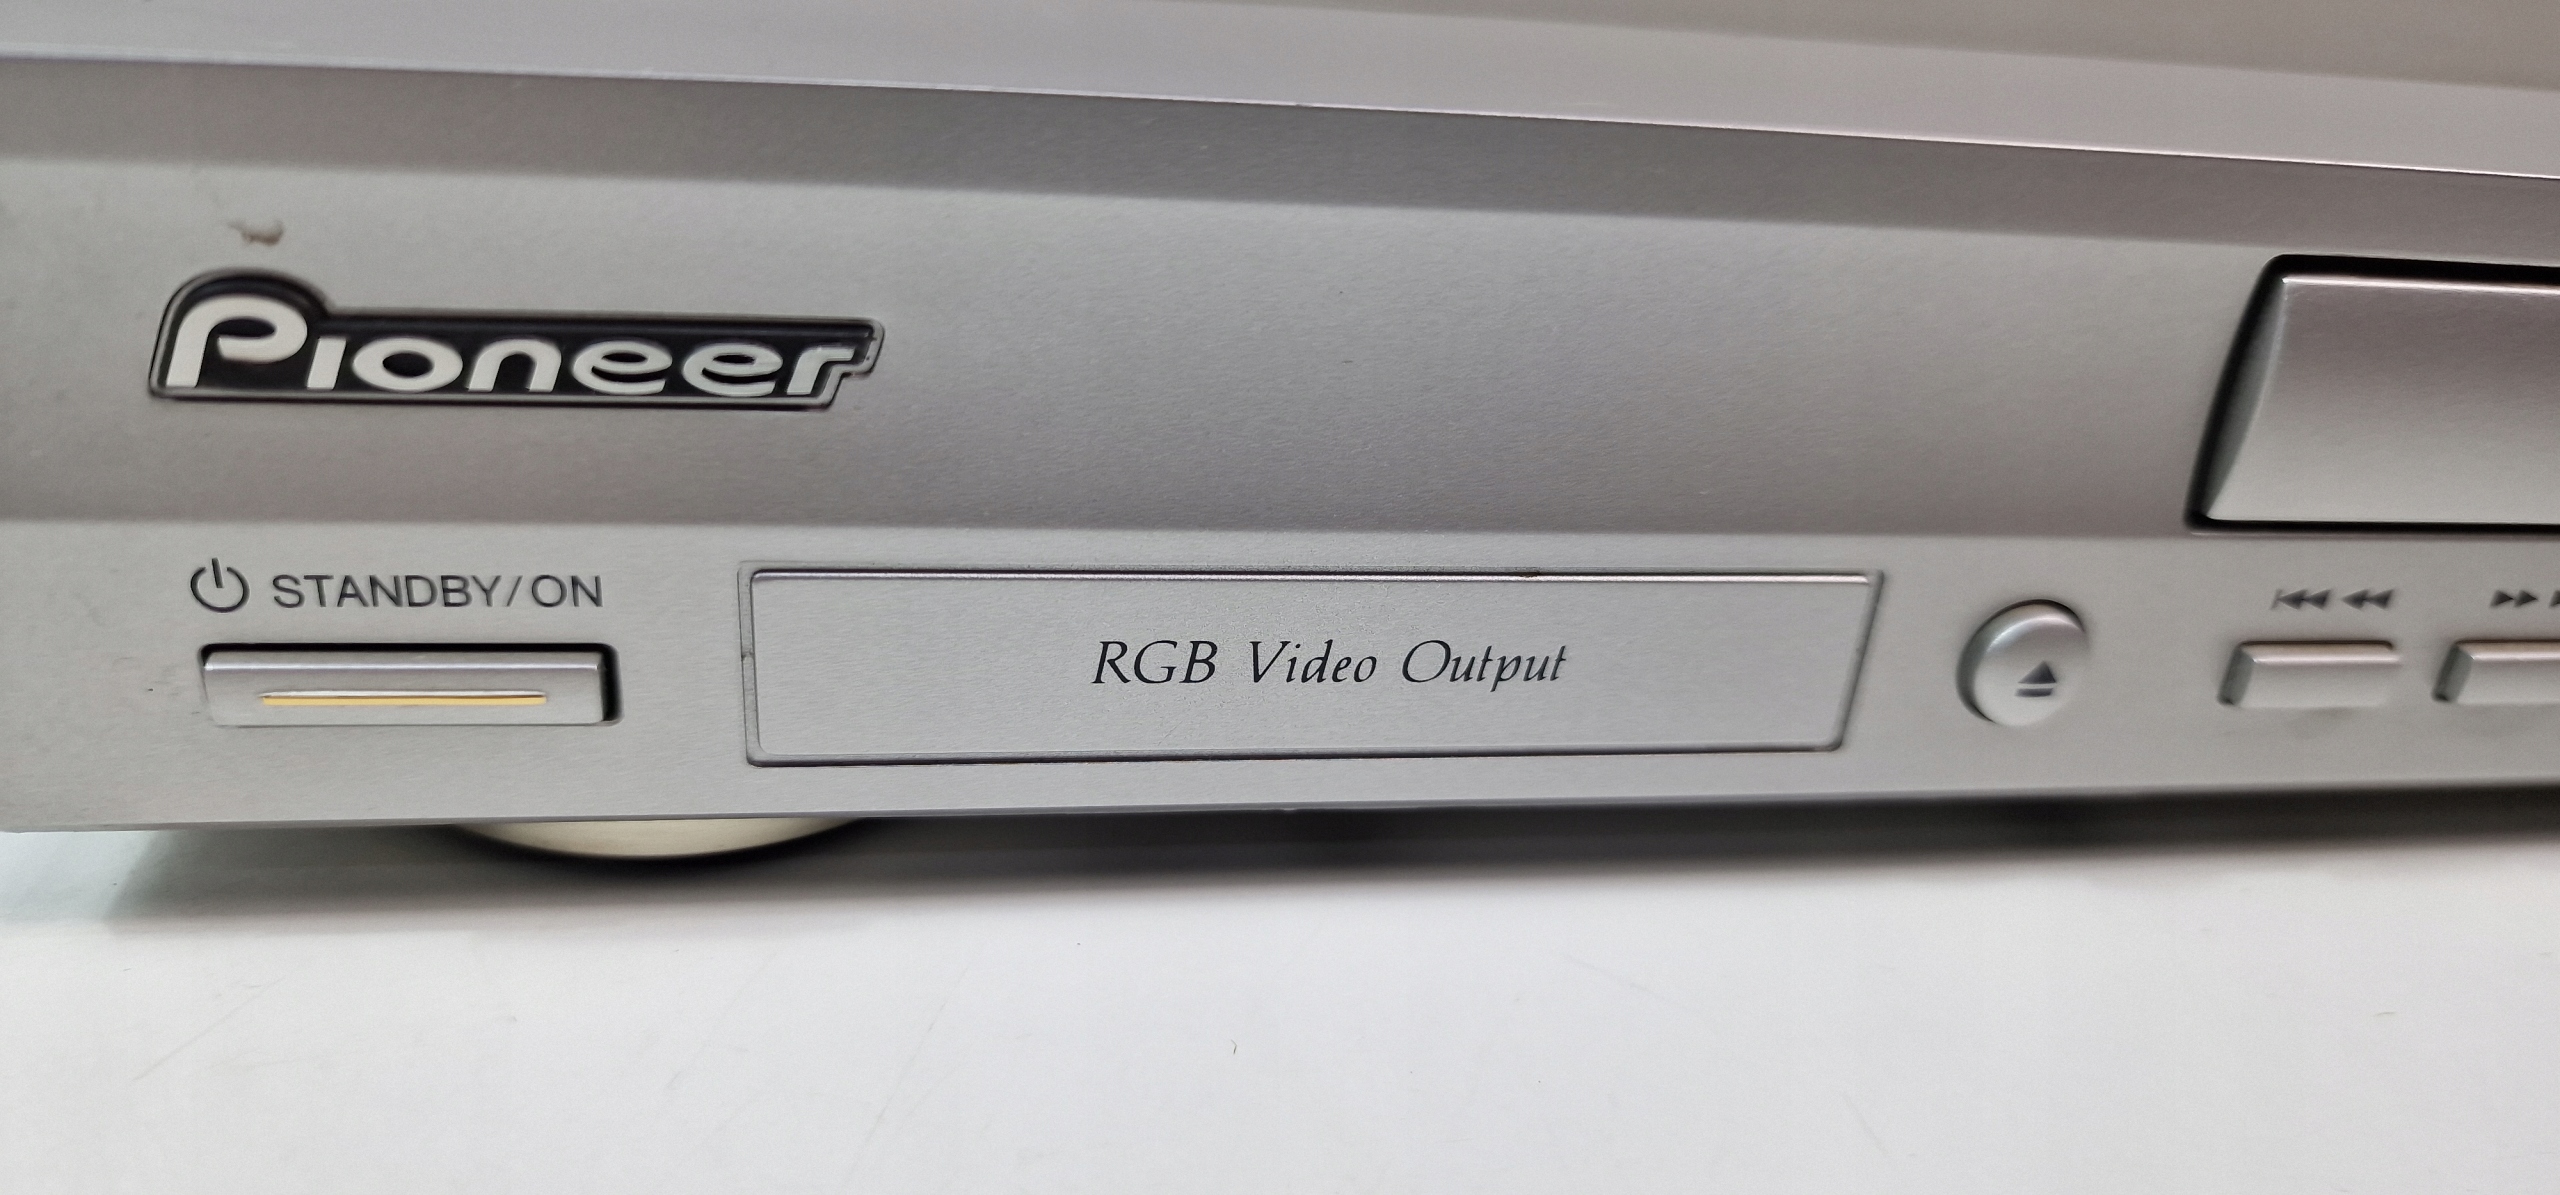 Pioneer
STANDBY/ON
RGB Video Output